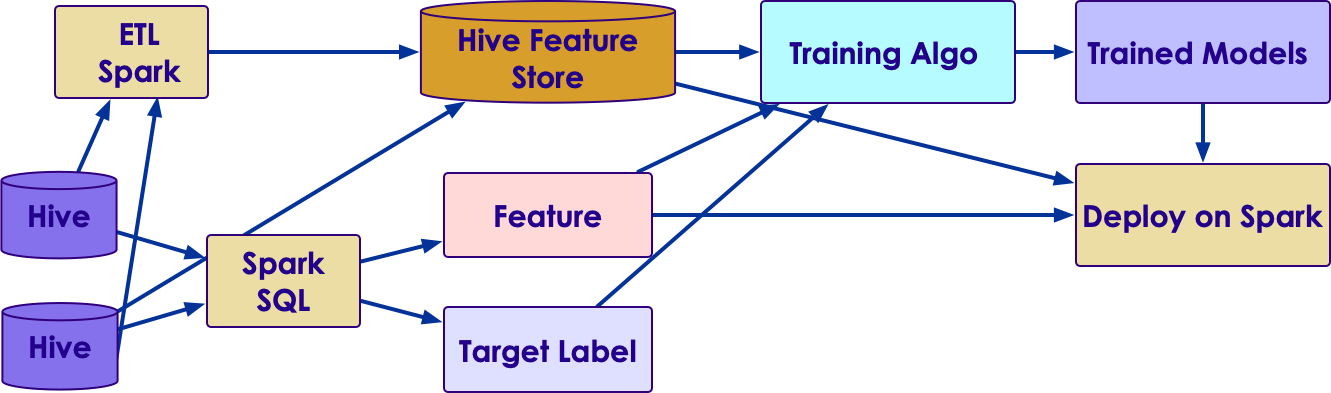 ETL
Spark
Hive Feature
Store
Training Algo
Trained Models
Hive
Feature
Deploy on Spark
Spark
SQL
Hive
Target Label